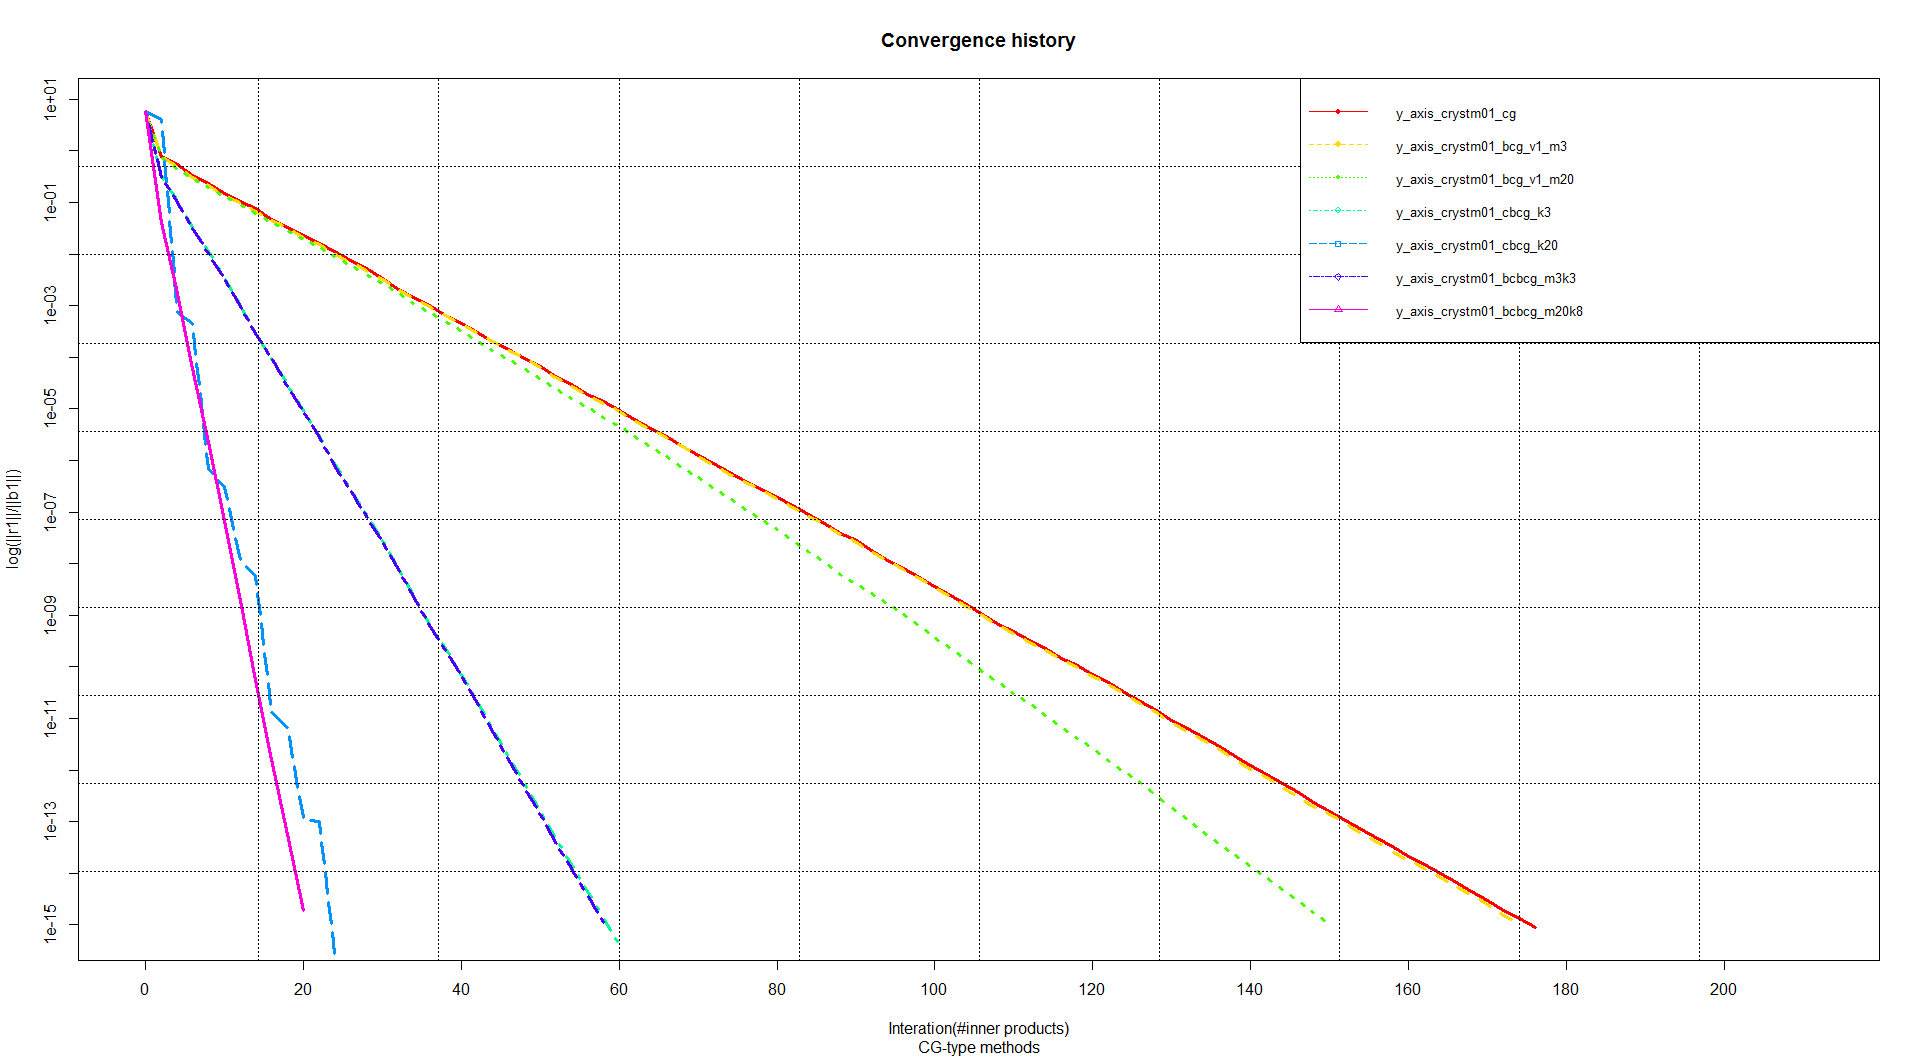 Convergence history
y_axis_crystm01_cg
y_axis_crystm01_bcg_v1_m3
y_axis_crystm01_bcg_v1_m20
y_axis_crystm01_cbcg_k3
y_axis_crystm01_cbcg_k20
y_axis_crystm01_bcbcg_m3k3
y_axis_crystm01_bcbcg_m20k8
log(||r1||/||b1||)
1e+01
1e-01
1e-03
1e-05
1e-07
1e-09
1e-11
1e-13
1e-15
0 20 40 60 80 100 120 140 160 180 200
Interation(#inner products)
CG-type methods